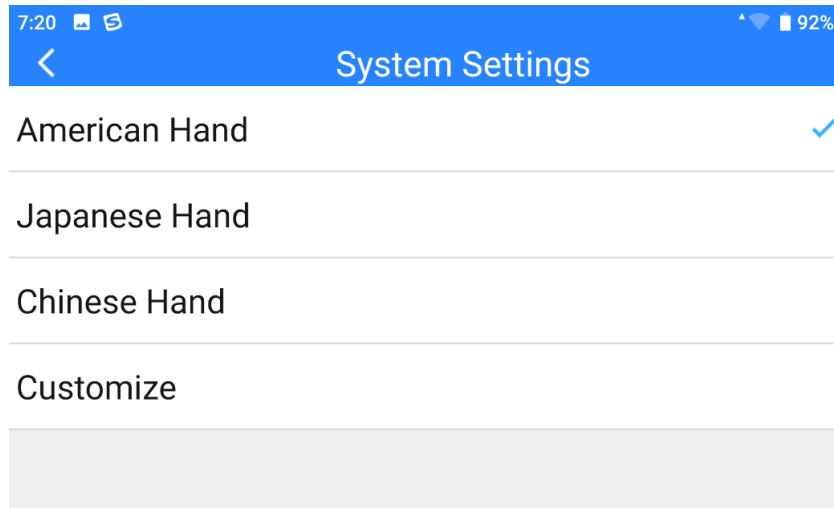 7:20 92%
System Settings
American Hand
Japanese Hand
Chinese Hand
Customize